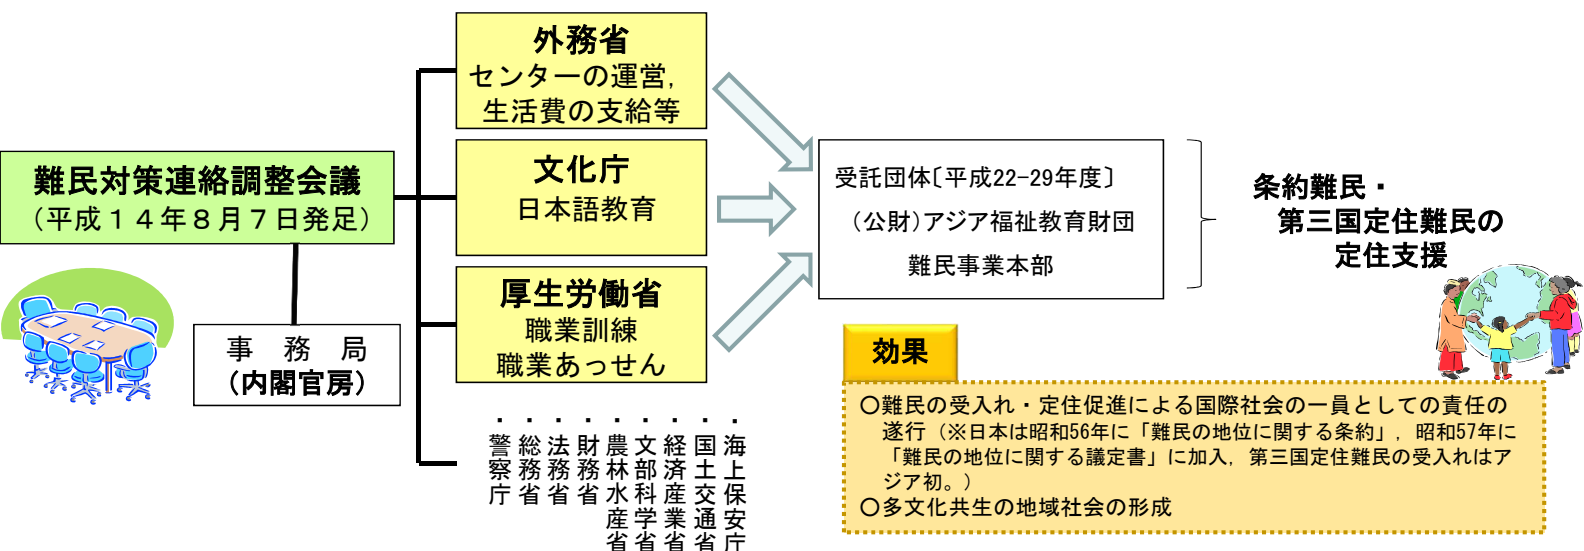 難民対策連絡調整会議
（平成１４年８月７日発足）
事　務　局
（内閣官房）
外務省
センターの運営，
生活費の支給等
文化庁
日本語教育
厚生労働省
職業訓練
職業あっせん
・警察庁
・総務省
・法務省
・財務省
・農林水産省
・文部科学省
・経済産業省
・国土交通省
・海上保安庁
受託団体〔平成22-29年度〕
（公財）アジア福祉教育財団
難民事業本部
条約難民・
第三国定住難民の
定住支援
効果
〇難民の受入れ・定住促進による国際社会の一員としての責任の
遂行（※日本は昭和56年に「難民の地位に関する条約」，昭和57年に
「難民の地位に関する議定書」に加入，第三国定住難民の受入れはア
ジア初。）
〇多文化共生の地域社会の形成